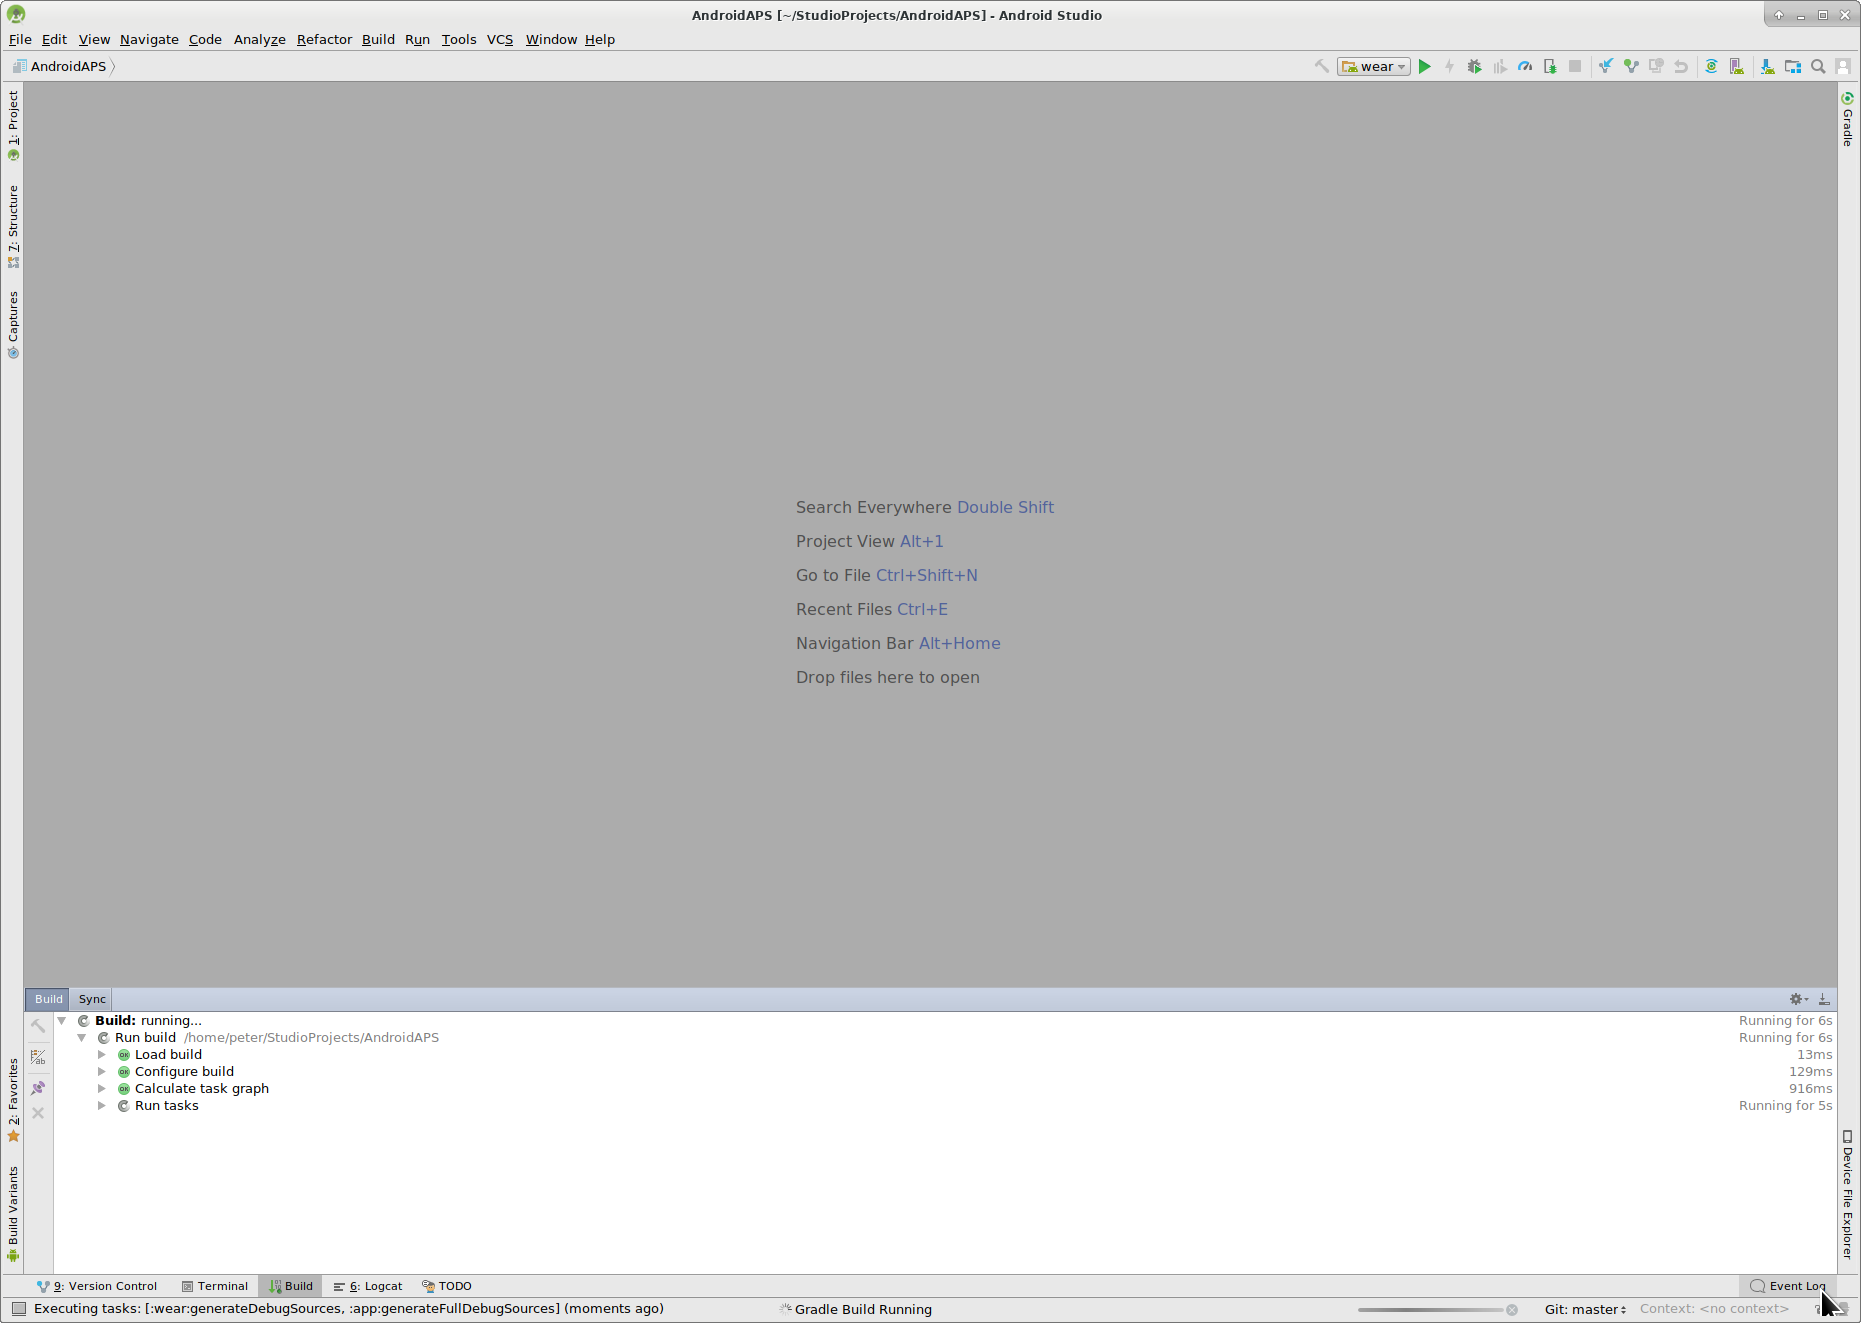 AndroidAPS [~/StudioProjects/AndroidAPS] - Android Studio
File Edit View Navigate Code Analyze Refactor Build Run Tools VCS Window Help
AndroidAPS
wear
1: Project
7: Structure
Captures
2: Favorites
Build Variants
Gradle
Device File Explorer
Search Everywhere Double Shift
Project View Alt+1
Go to File Ctrl+Shift+N
Recent Files Ctrl+E
Navigation Bar Alt+Home
Drop files here to open
Build Sync
Build: running... Running for 6s
Run build /home/peter/StudioProjects/AndroidAPS Running for 6s
OK Load build 13ms
OK Configure build 129ms
OK Calculate task graph 916ms
Run tasks Running for 5s
9: Version Control Terminal Build 6: Logcat TODO Event Log
Executing tasks: [:wear:generateDebugSources, :app:generateFullDebugSources] (moments ago) Gradle Build Running Git: master Context: <no context>